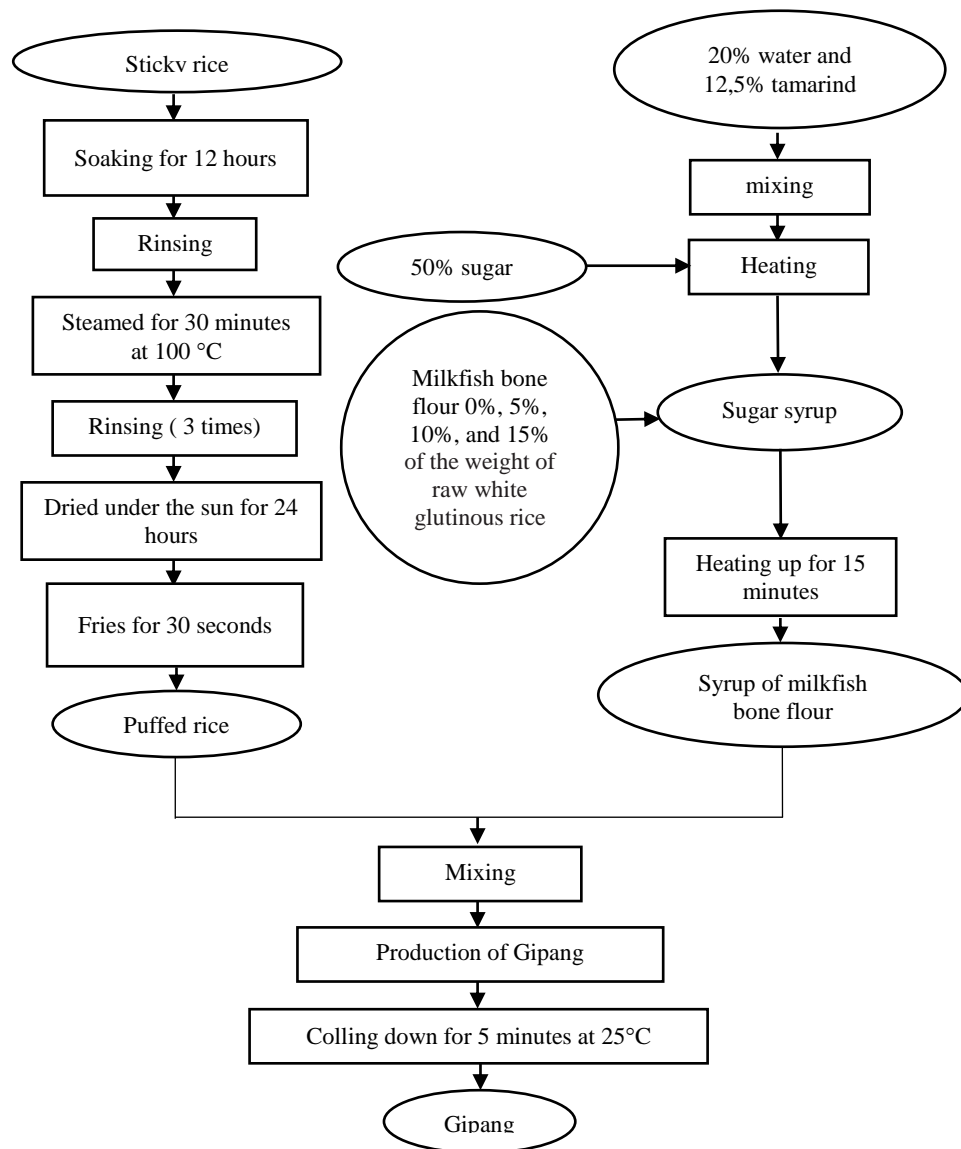 Stickv rice
Soaking for 12 hours
Rinsing
Steamed for 30 minutes
at 100 °C
Rinsing ( 3 times)
Dried under the sun for 24
hours
Fries for 30 seconds
Puffed rice
20% water and
12,5% tamarind
mixing
50% sugar
Heating
Milkfish bone
flour 0%, 5%,
10%, and 15%
of the weight of
raw white
glutinous rice
Sugar syrup
Heating up for 15
minutes
Syrup of milkfish
bone flour
Mixing
Production of Gipang
Colling down for 5 minutes at 25°C
Gipang